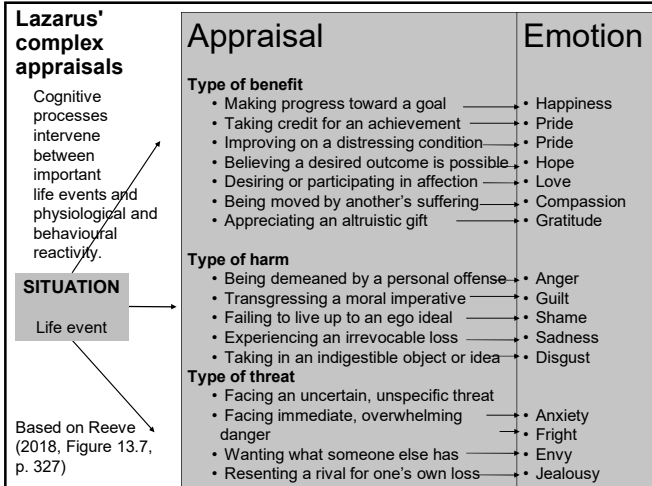 Lazarus'
complex
appraisals
Cognitive
processes
intervene
between
important
life events and
physiological and
behavioural
reactivity.
SITUATION
Life event
Based on Reeve
(2018, Figure 13.7,
p. 327)
Appraisal
Type of benefit
• Making progress toward a goal
• Taking credit for an achievement
• Improving on a distressing condition
• Believing a desired outcome is possible
• Desiring or participating in affection
• Being moved by another’s suffering
• Appreciating an altruistic gift
Type of harm
• Being demeaned by a personal offense
• Transgressing a moral imperative
• Failing to live up to an ego ideal
• Experiencing an irrevocable loss
• Taking in an indigestible object or idea
Type of threat
• Facing an uncertain, unspecific threat
• Facing immediate, overwhelming
danger
• Wanting what someone else has
• Resenting a rival for one’s own loss
Emotion
• Happiness
• Pride
• Pride
• Hope
• Love
• Compassion
• Gratitude
• Anger
• Guilt
• Shame
• Sadness
• Disgust
• Anxiety
• Fright
• Envy
• Jealousy